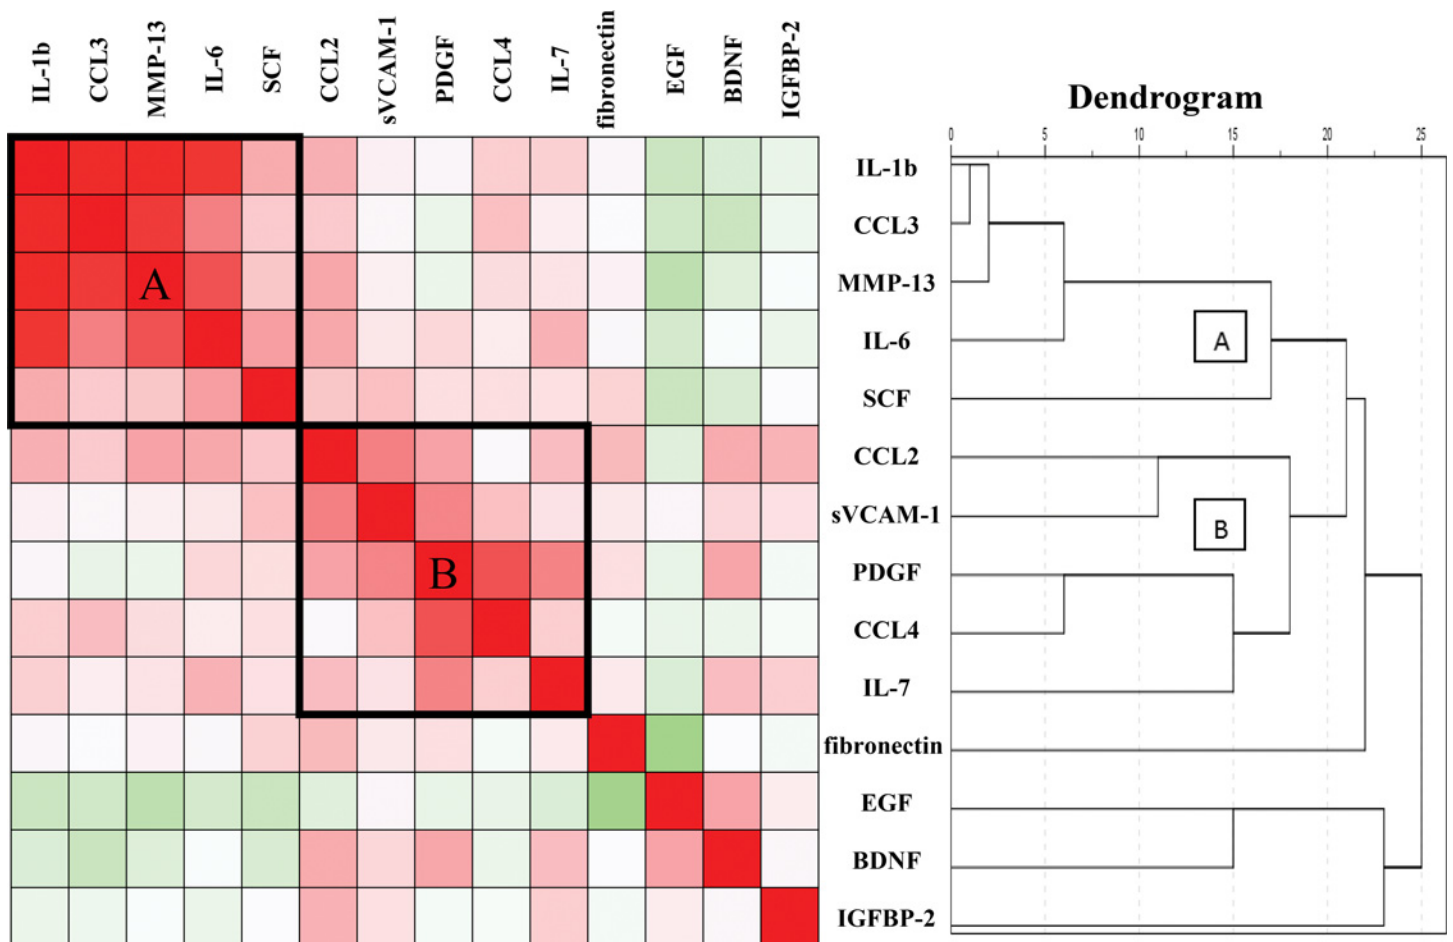 IL-1b CCL3 MMP-13 IL-6 SCF CCL2 sVCAM-1 PDGF CCL4 IL-7 fibronectin EGF BDNF IGFBP-2
Dendrogram
0 5 10 15 20 25
IL-1b
CCL3
MMP-13
IL-6
SCF
CCL2
sVCAM-1
PDGF
CCL4
IL-7
fibronectin
EGF
BDNF
IGFBP-2
A
B
A
B